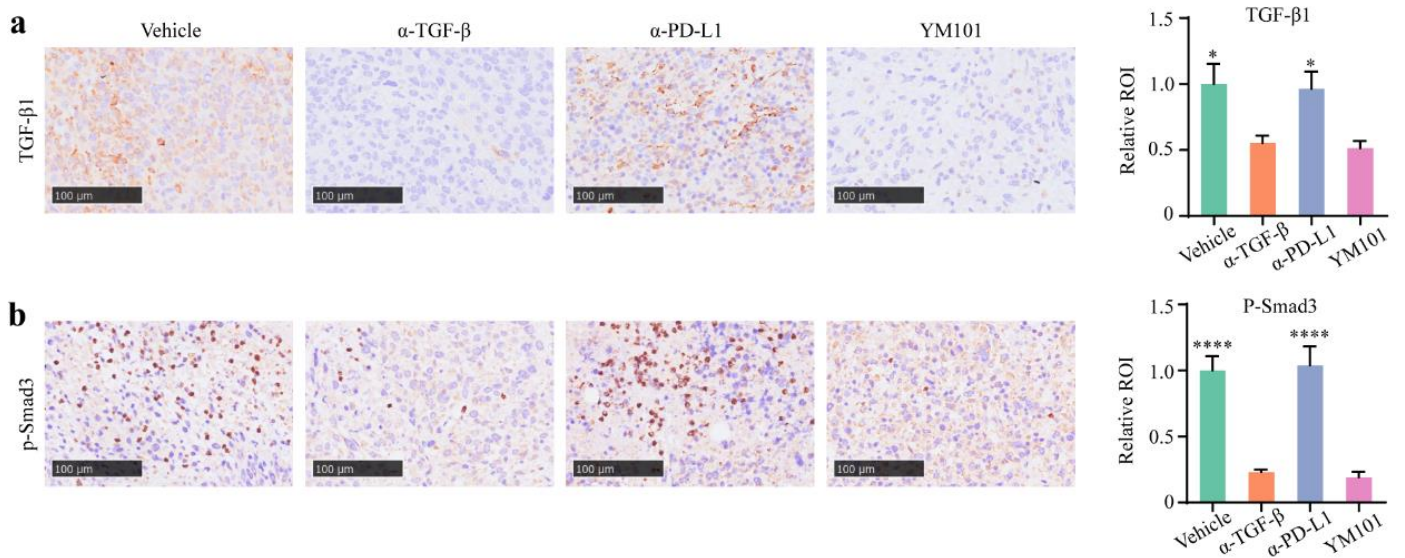 a
Vehicle
α-TGF-β
α-PD-L1
YM101
TGF-β1
100 µm
100 µm
100 µm
100 µm
TGF-β1
Relative ROI
1.5
1.0
0.5
0
*
*
Vehicle
α-TGF-β
α-PD-L1
YM101
b
p-Smad3
100 µm
100 µm
100 µm
100 µm
P-Smad3
Relative ROI
1.5
1.0
0.5
0
****
****
Vehicle
α-TGF-β
α-PD-L1
YM101